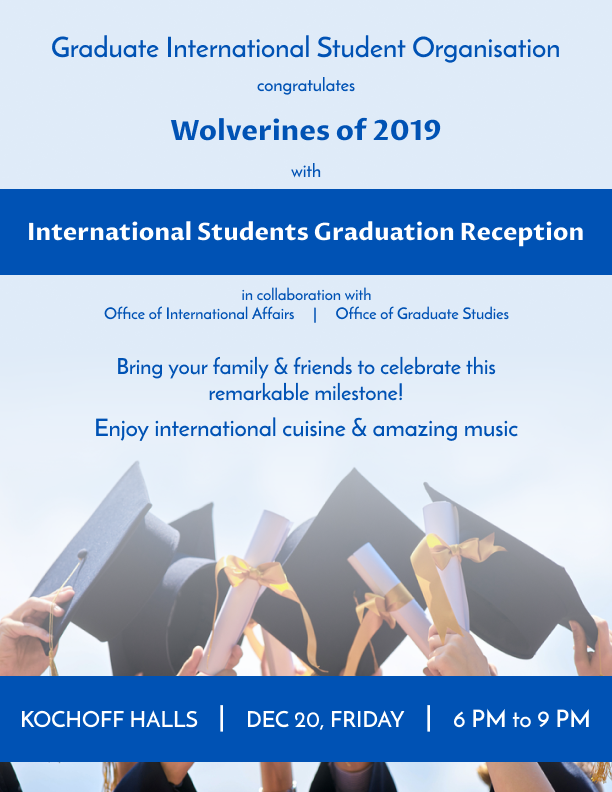 Graduate International Student Organisation
congratulates
Wolverines of 2019
with
International Students Graduation Reception
in collaboration with
Office of International Affairs | Office of Graduate Studies
Bring your family & friends to celebrate this
remarkable milestone!
Enjoy international cuisine & amazing music
KOCHOFF HALLS | DEC 20, FRIDAY | 6 PM to 9 PM